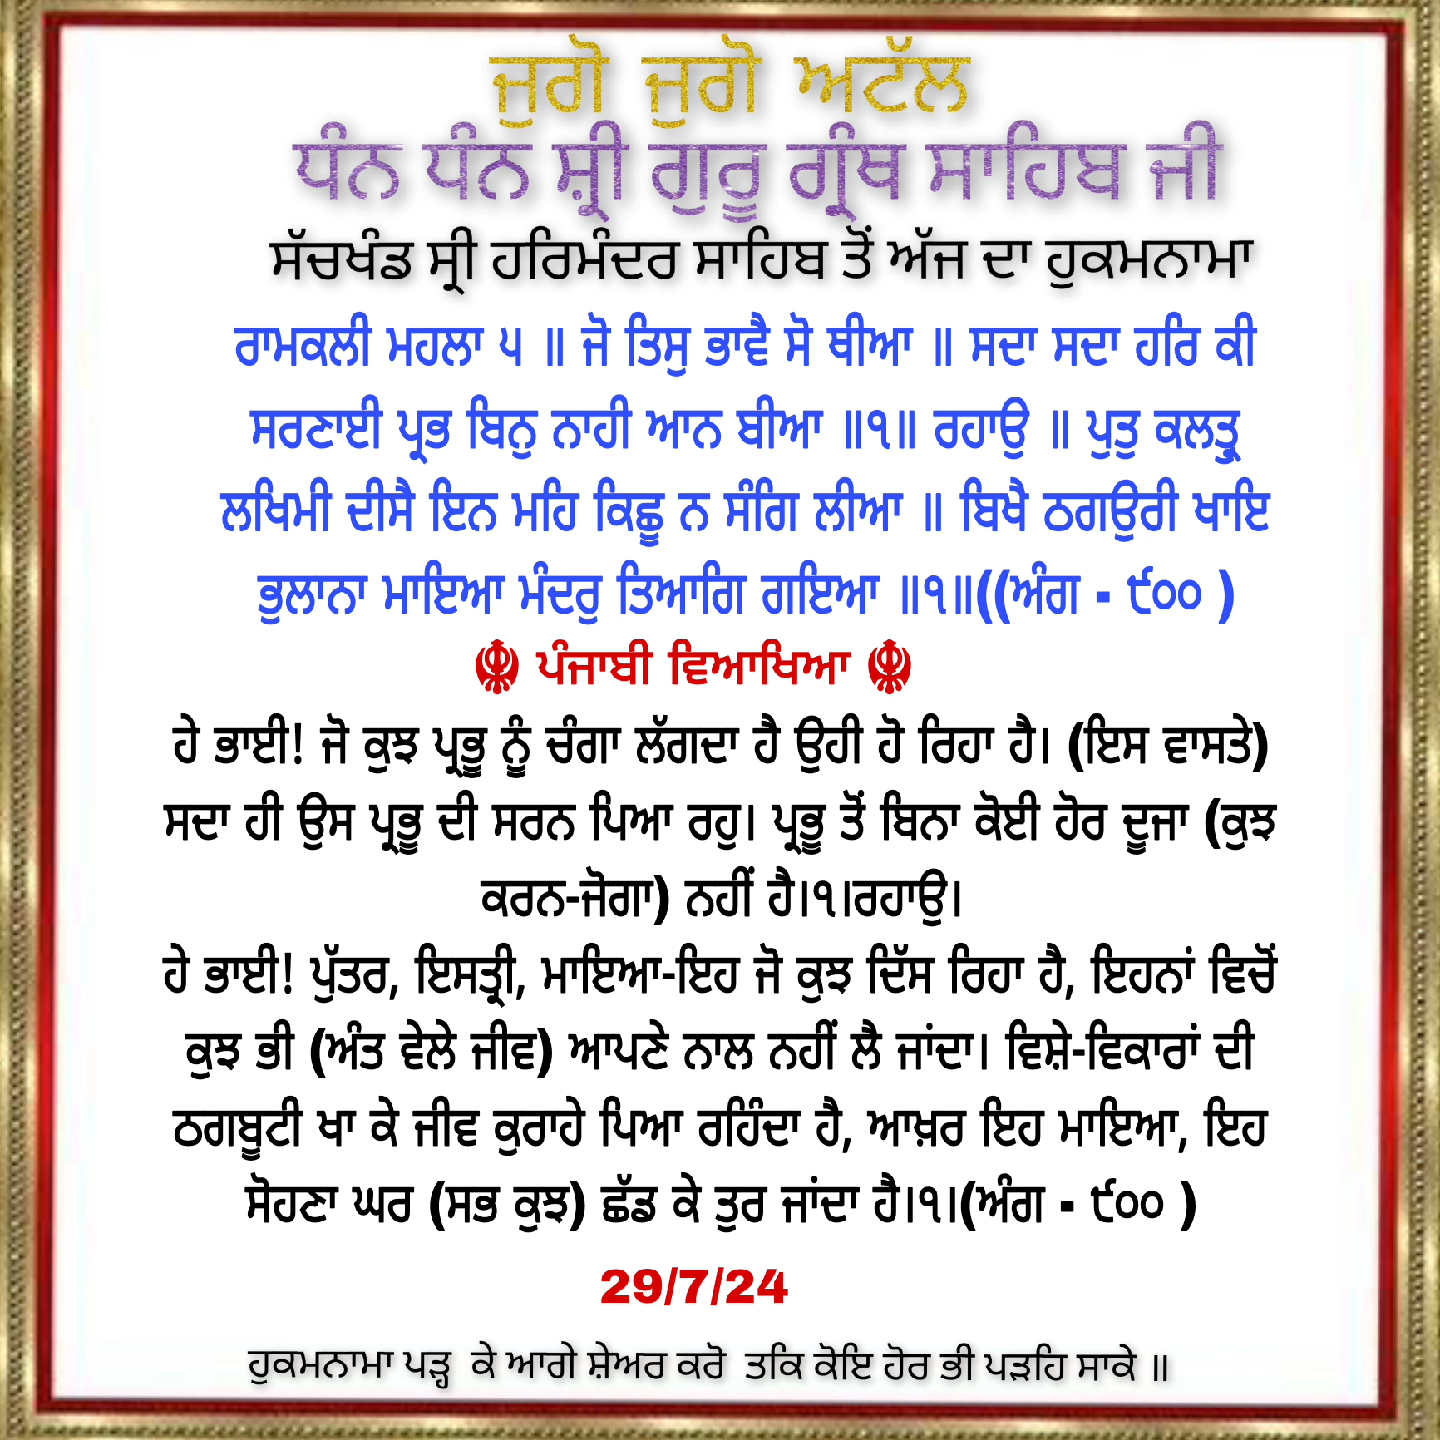 ਜੁਗੋ ਜੁਗੋ ਅਟੱਲ
ਧੰਨ ਧੰਨ ਸ਼੍ਰੀ ਗੁਰੂ ਗ੍ਰੰਥ ਸਾਹਿਬ ਜੀ
ਸੱਚਖੰਡ ਸ੍ਰੀ ਹਰਿਮੰਦਰ ਸਾਹਿਬ ਤੋਂ ਅੱਜ ਦਾ ਹੁਕਮਨਾਮਾ
ਰਾਮਕਲੀ ਮਹਲਾ ੫ ॥ ਜੋ ਤਿਸੁ ਭਾਵੈ ਸੋ ਥੀਆ ॥ ਸਦਾ ਸਦਾ ਹਰਿ ਕੀ
ਸਰਣਾਈ ਪ੍ਰਭ ਬਿਨੁ ਨਾਹੀ ਆਨ ਬੀਆ ॥੧॥ ਰਹਾਉ ॥ ਪੁਤੁ ਕਲਤ੍ਰੁ
ਲਖਿਮੀ ਦੀਸੈ ਇਨ ਮਹਿ ਕਿਛੂ ਨ ਸੰਗਿ ਲੀਆ ॥ ਬਿਖੈ ਠਗਉਰੀ ਖਾਇ
ਭੁਲਾਨਾ ਮਾਇਆ ਮੰਦਰੁ ਤਿਆਗਿ ਗਇਆ ॥੧॥((ਅੰਗ - ੯੦੦ )
☬ ਪੰਜਾਬੀ ਵਿਆਖਿਆ ☬
ਹੇ ਭਾਈ! ਜੋ ਕੁਝ ਪ੍ਰਭੂ ਨੂੰ ਚੰਗਾ ਲੱਗਦਾ ਹੈ ਉਹੀ ਹੋ ਰਿਹਾ ਹੈ। (ਇਸ ਵਾਸਤੇ)
ਸਦਾ ਹੀ ਉਸ ਪ੍ਰਭੂ ਦੀ ਸਰਨ ਪਿਆ ਰਹੁ। ਪ੍ਰਭੂ ਤੋਂ ਬਿਨਾ ਕੋਈ ਹੋਰ ਦੂਜਾ (ਕੁਝ
ਕਰਨ-ਜੋਗਾ) ਨਹੀਂ ਹੈ।੧।ਰਹਾਉ।
ਹੇ ਭਾਈ! ਪੁੱਤਰ, ਇਸਤ੍ਰੀ, ਮਾਇਆ-ਇਹ ਜੋ ਕੁਝ ਦਿੱਸ ਰਿਹਾ ਹੈ, ਇਹਨਾਂ ਵਿਚੋਂ
ਕੁਝ ਭੀ (ਅੰਤ ਵੇਲੇ ਜੀਵ) ਆਪਣੇ ਨਾਲ ਨਹੀਂ ਲੈ ਜਾਂਦਾ। ਵਿਸ਼ੇ-ਵਿਕਾਰਾਂ ਦੀ
ਠਗਬੂਟੀ ਖਾ ਕੇ ਜੀਵ ਕੁਰਾਹੇ ਪਿਆ ਰਹਿੰਦਾ ਹੈ, ਆਖ਼ਰ ਇਹ ਮਾਇਆ, ਇਹ
ਸੋਹਣਾ ਘਰ (ਸਭ ਕੁਝ) ਛੱਡ ਕੇ ਤੁਰ ਜਾਂਦਾ ਹੈ।੧।(ਅੰਗ - ੯੦੦ )
29/7/24
ਹੁਕਮਨਾਮਾ ਪੜ੍ਹ ਕੇ ਆਗੇ ਸ਼ੇਅਰ ਕਰੋ ਤਕਿ ਕੋਇ ਹੋਰ ਭੀ ਪੜਹਿ ਸਾਕੇ ॥